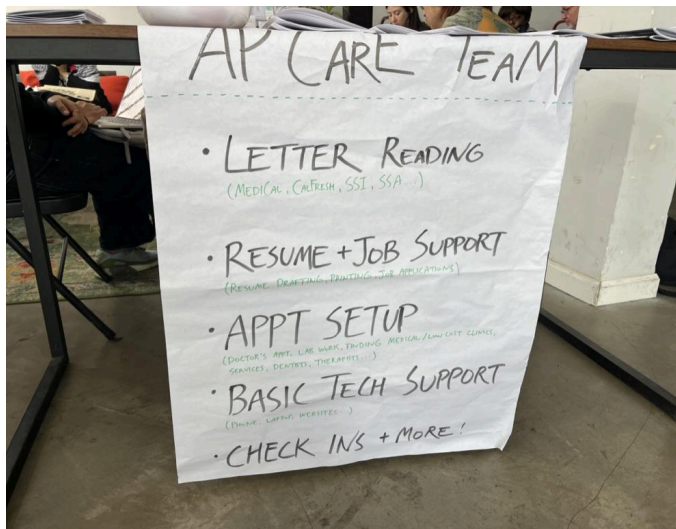 AP CARE TEAM
• LETTER READING
(MEDICAL, CALFRESH, SSI, SSA...)
• RESUME + JOB SUPPORT
(RESUME DRAFTING, PRINTING, JOB APPLICATIONS)
• APPT SETUP
(DOCTOR'S APPT, LAB WORK, FINDING MEDICAL/LOW COST CLINICS,
SERVICES, DENTIST, THERAPISTS...)
• BASIC TECH SUPPORT
(PHONE, LAPTOP, WEBSITES...)
• CHECK INS + MORE!